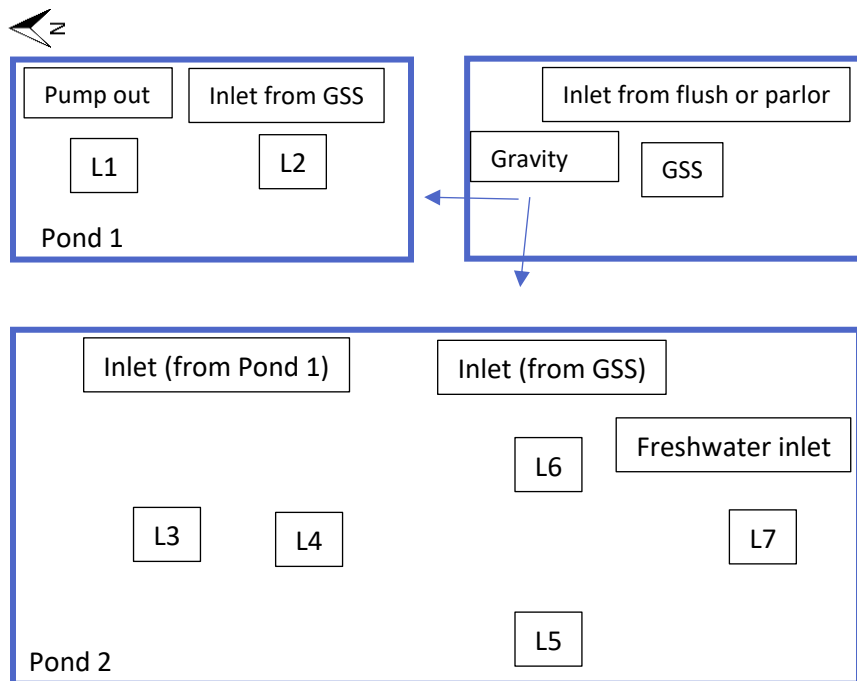 N
Pump out
Inlet from GSS
Inlet from flush or parlor
L1
L2
Gravity
GSS
Pond 1
Inlet (from Pond 1)
Inlet (from GSS)
Freshwater inlet
L6
L3
L4
L7
L5
Pond 2